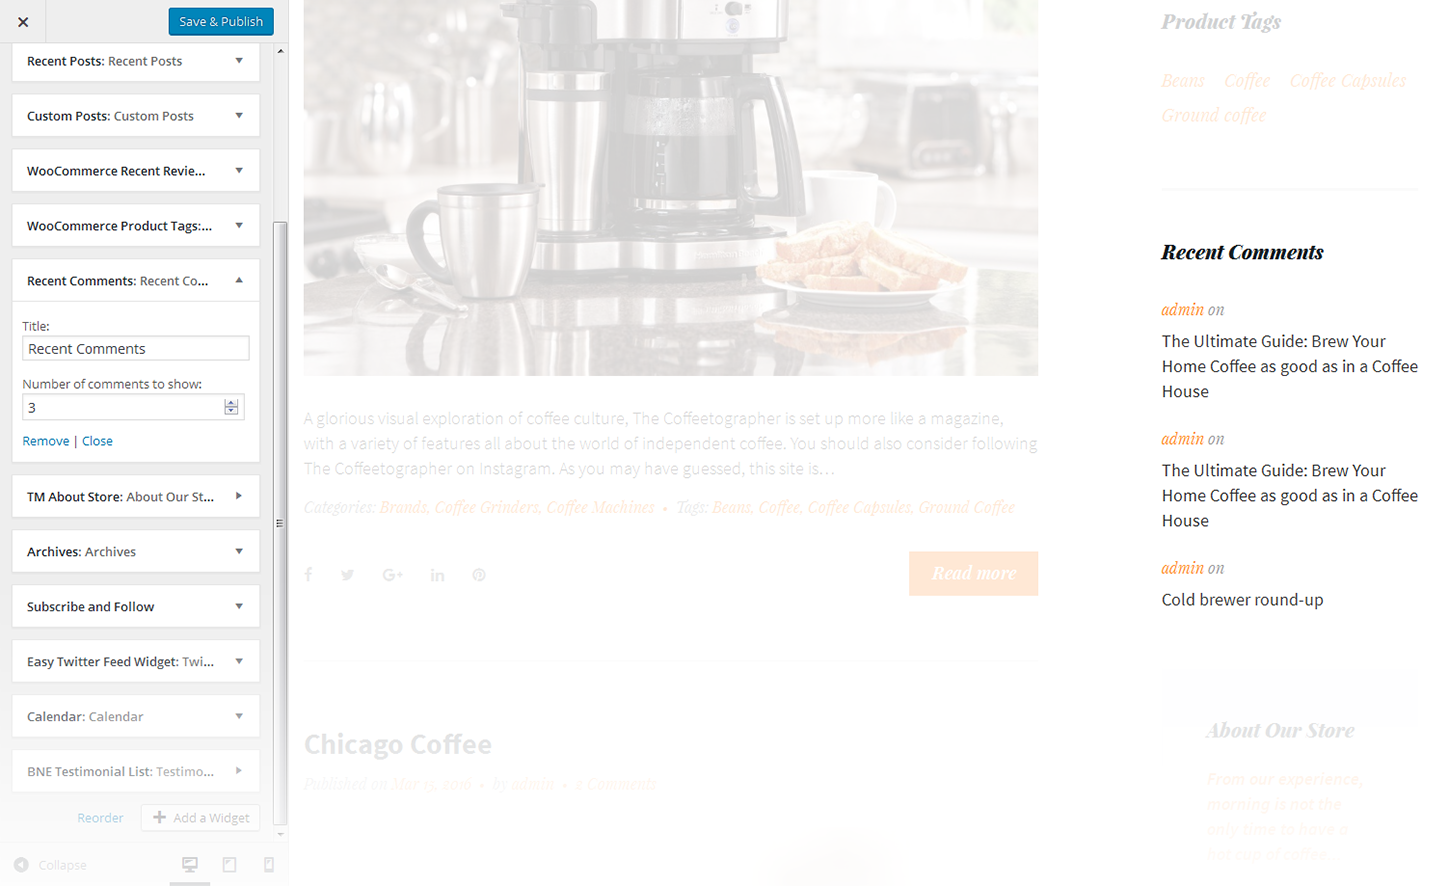 Save & Publish
Recent Posts: Recent Posts
Custom Posts: Custom Posts
WooCommerce Recent Revie...
WooCommerce Product Tags:...
Recent Comments: Recent Co...
Title:
Recent Comments
Number of comments to show:
3
Remove | Close
TM About Store: About Our St...
Archives: Archives
Subscribe and Follow
Easy Twitter Feed Widget: Twi...
Calendar: Calendar
BNE Testimonial List: Testimo...
Reorder
Add a Widget
Collapse
A glorious visual exploration of coffee culture, The Coffeetographer is set up more like a magazine,
with a variety of features all about the world of independent coffee. You should also consider following
The Coffeetographer on Instagram. As you may have guessed, this site is…
Categories: Brands, Coffee Grinders, Coffee Machines • Tags: Beans, Coffee, Coffee Capsules, Ground Coffee
Read more
Chicago Coffee
Published on Mar 13, 2016 • by admin • 2 Comments
Product Tags
Beans Coffee Coffee Capsules
Ground coffee
Recent Comments
admin on
The Ultimate Guide: Brew Your
Home Coffee as good as in a Coffee
House
admin on
The Ultimate Guide: Brew Your
Home Coffee as good as in a Coffee
House
admin on
Cold brewer round-up
About Our Store
From our experience,
morning is not the
only time to have a
hot cup of coffee...